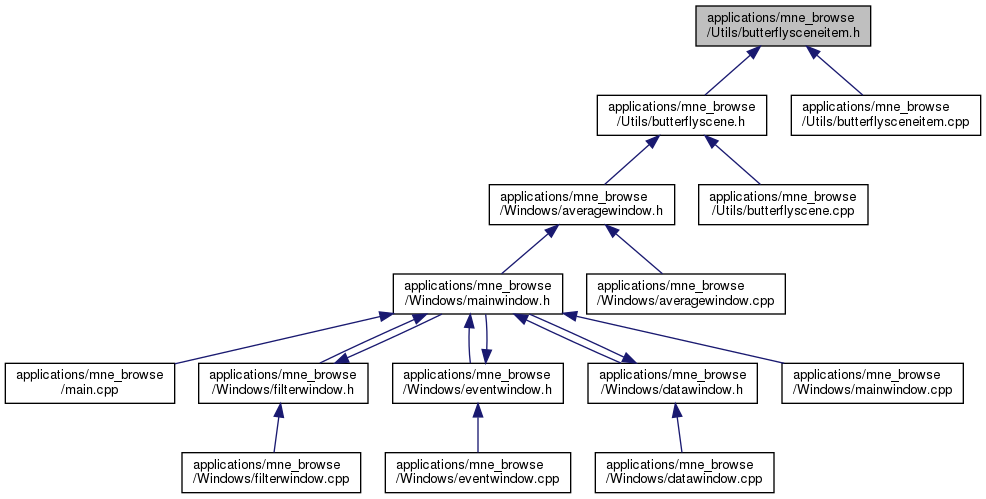 applications/mne_browse
/Utils/butterflysceneitem.h
applications/mne_browse
/Utils/butterflyscene.h
applications/mne_browse
/Utils/butterflysceneitem.cpp
applications/mne_browse
/Windows/averagewindow.h
applications/mne_browse
/Utils/butterflyscene.cpp
applications/mne_browse
/Windows/mainwindow.h
applications/mne_browse
/Windows/averagewindow.cpp
applications/mne_browse
/main.cpp
applications/mne_browse
/Windows/filterwindow.h
applications/mne_browse
/Windows/eventwindow.h
applications/mne_browse
/Windows/datawindow.h
applications/mne_browse
/Windows/mainwindow.cpp
applications/mne_browse
/Windows/filterwindow.cpp
applications/mne_browse
/Windows/eventwindow.cpp
applications/mne_browse
/Windows/datawindow.cpp